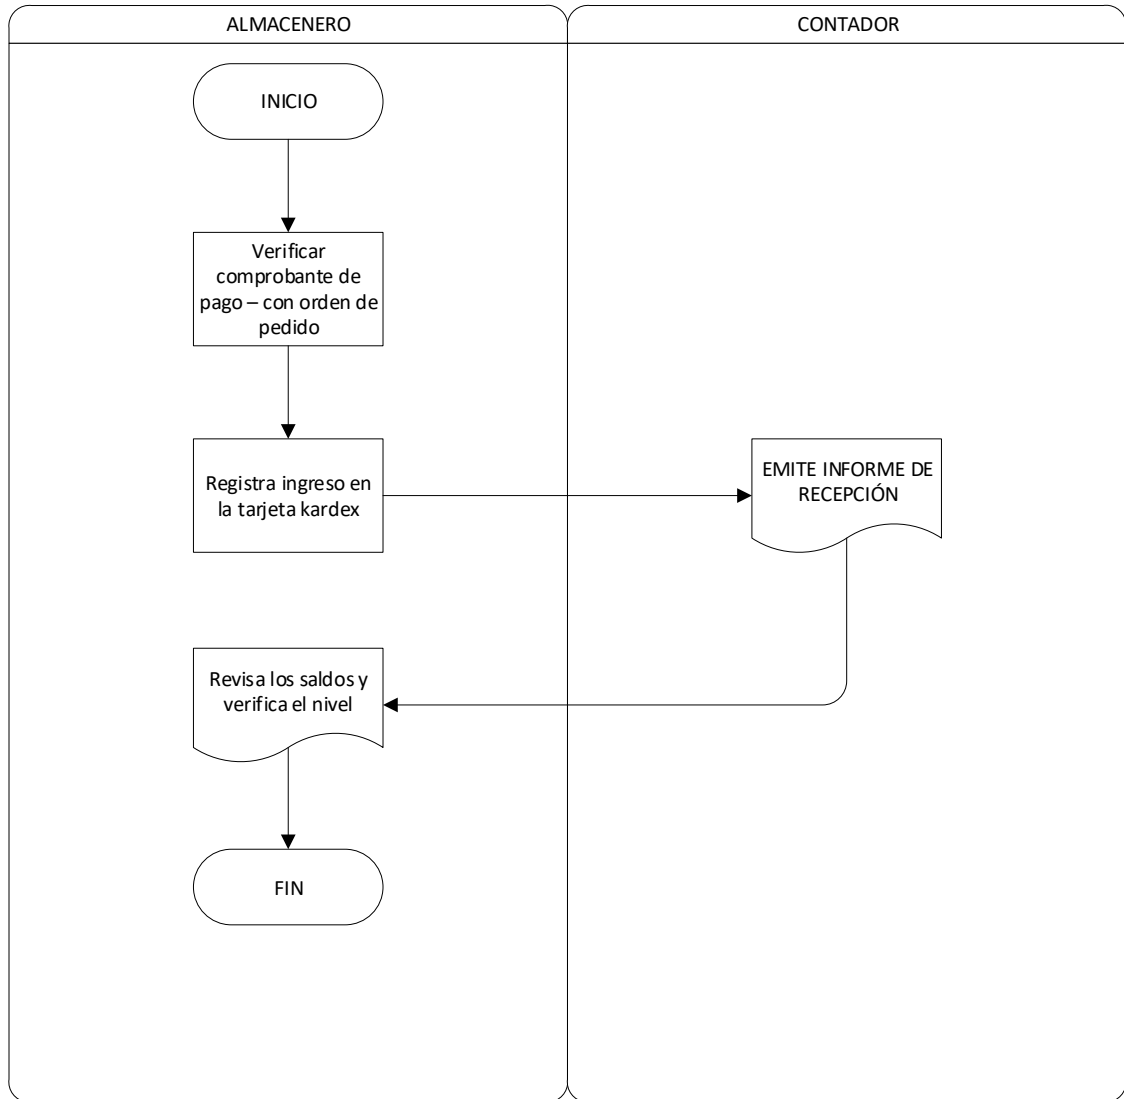 ALMACENERO
CONTADOR
INICIO
Verificar
comprobante de
pago – con orden de
pedido
Registra ingreso en
la tarjeta kardex
EMITE INFORME DE
RECEPCIÓN
Revisa los saldos y
verifica el nivel
FIN